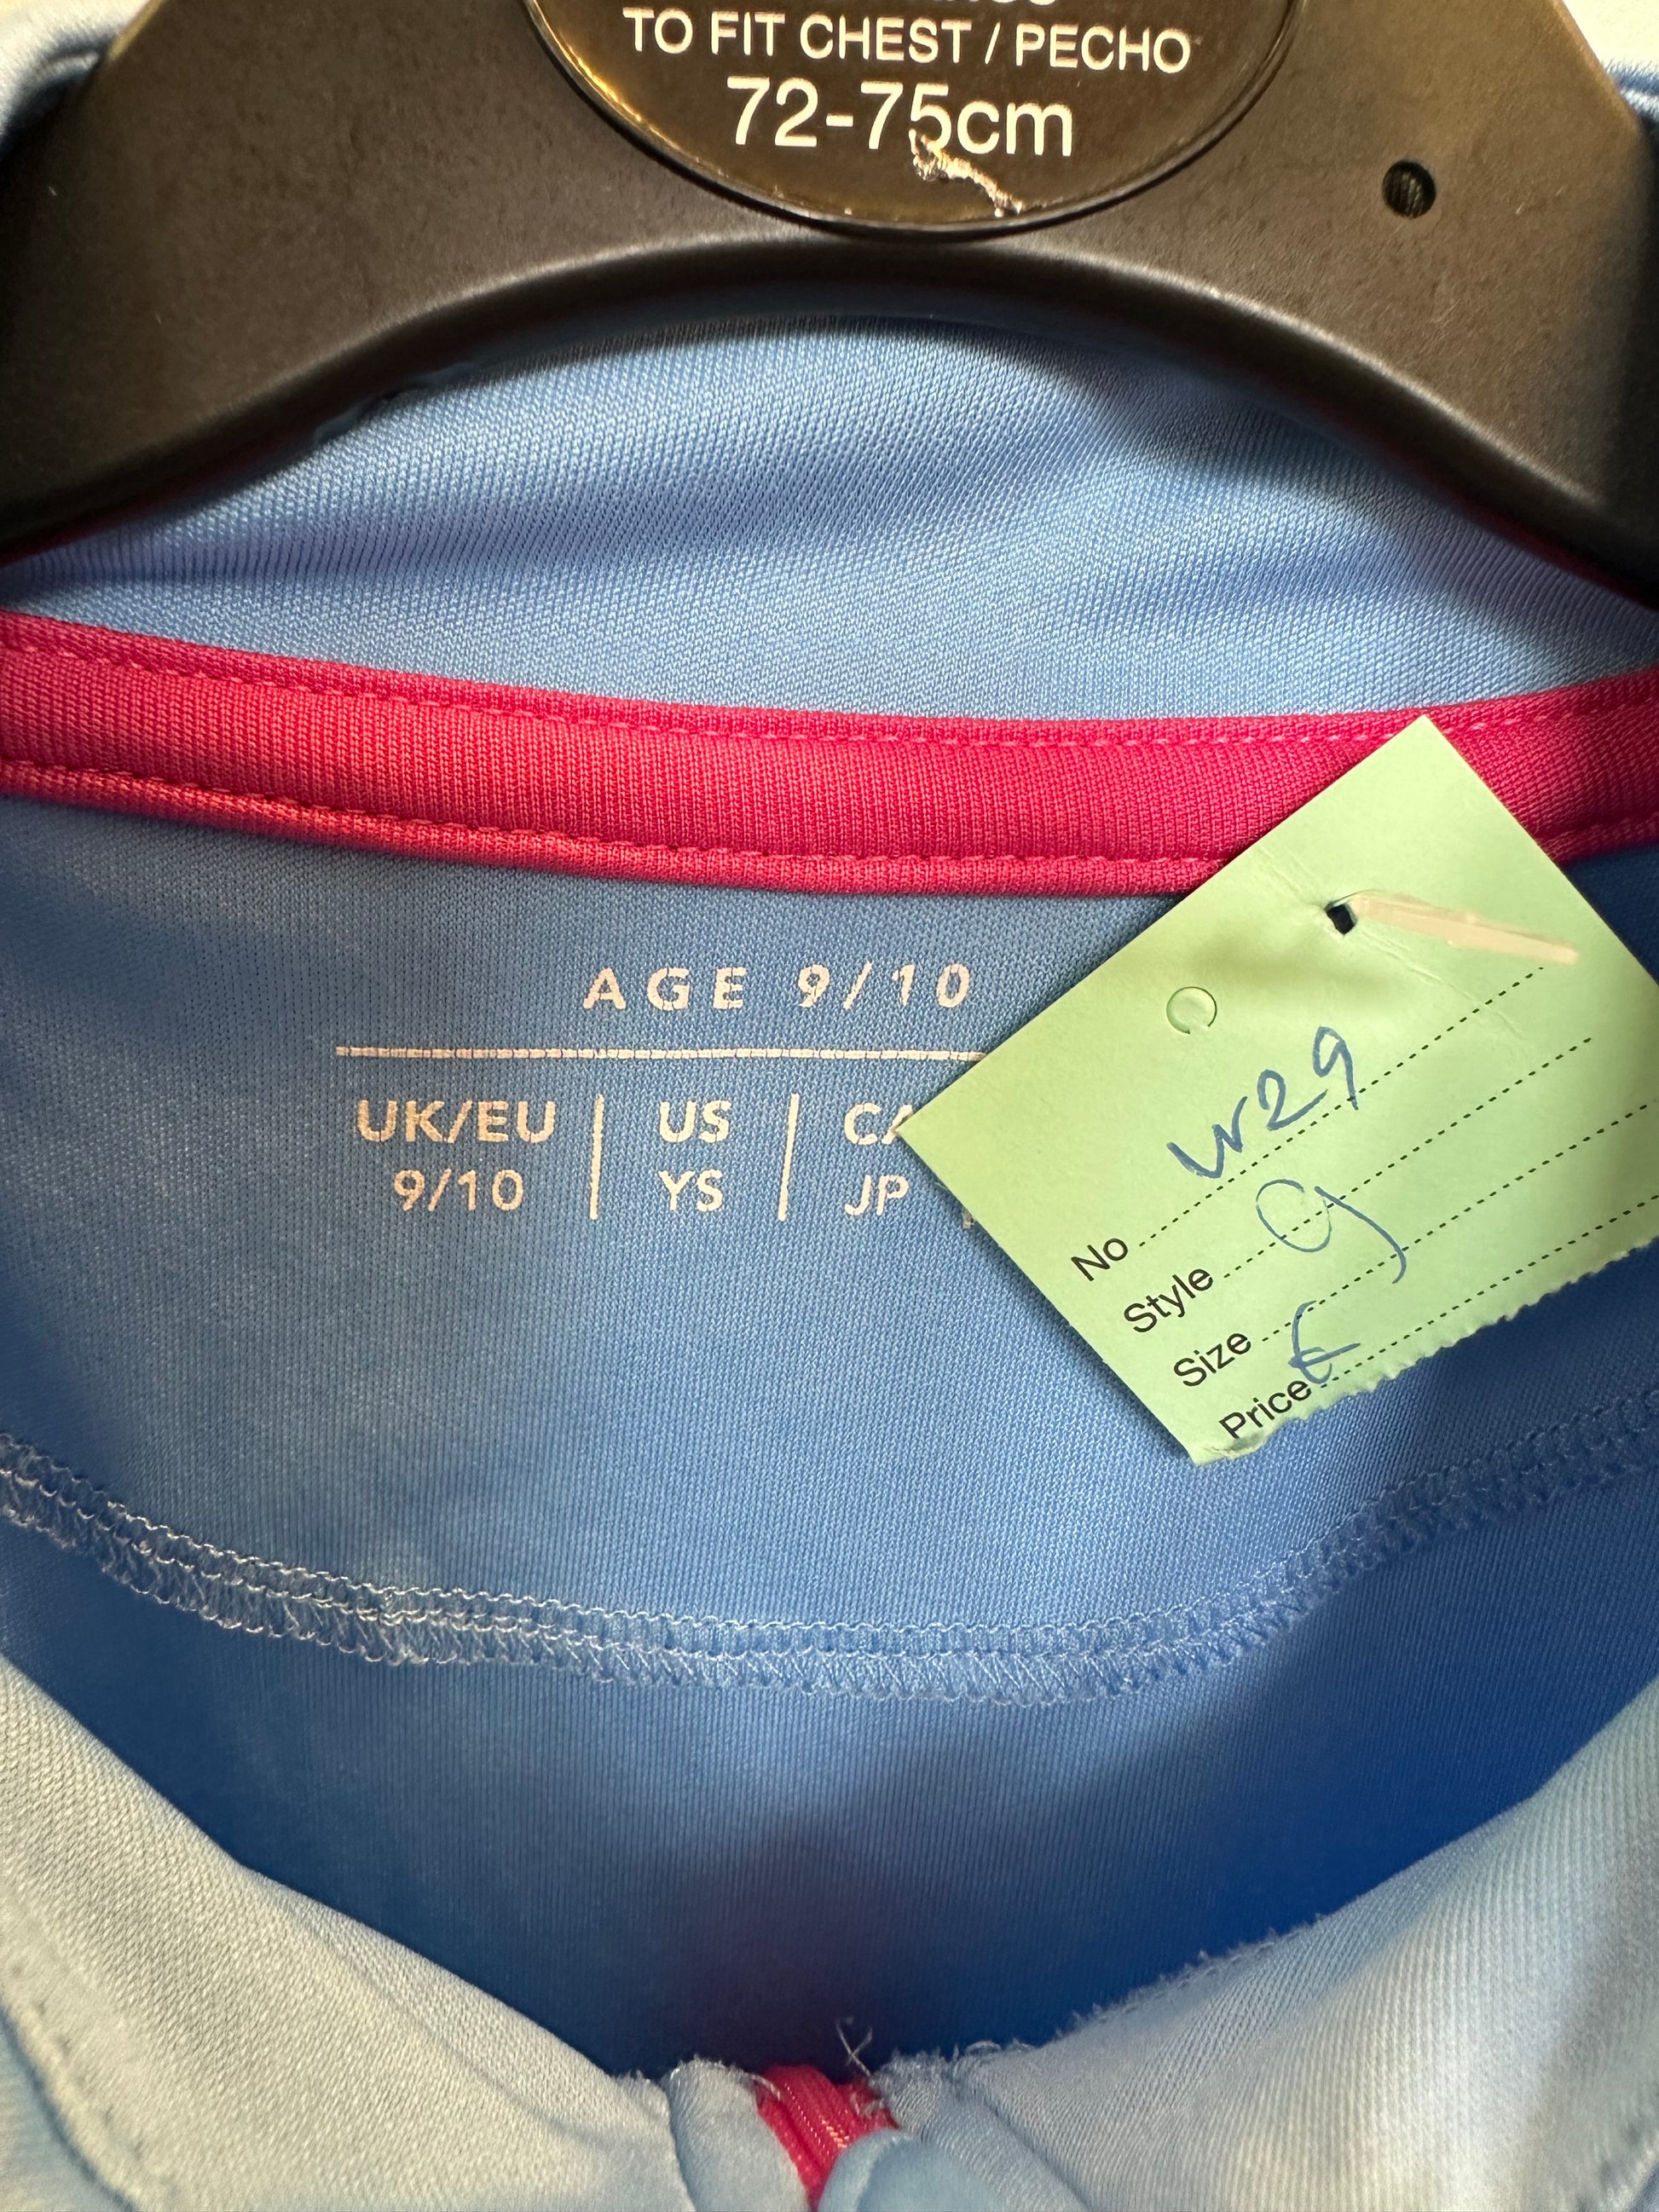 TO FIT CHEST / PECHO
72-75cm
AGE 9/10
UK/EU
9/10
US
YS
JP
No W29
Style 9
Size €
Price